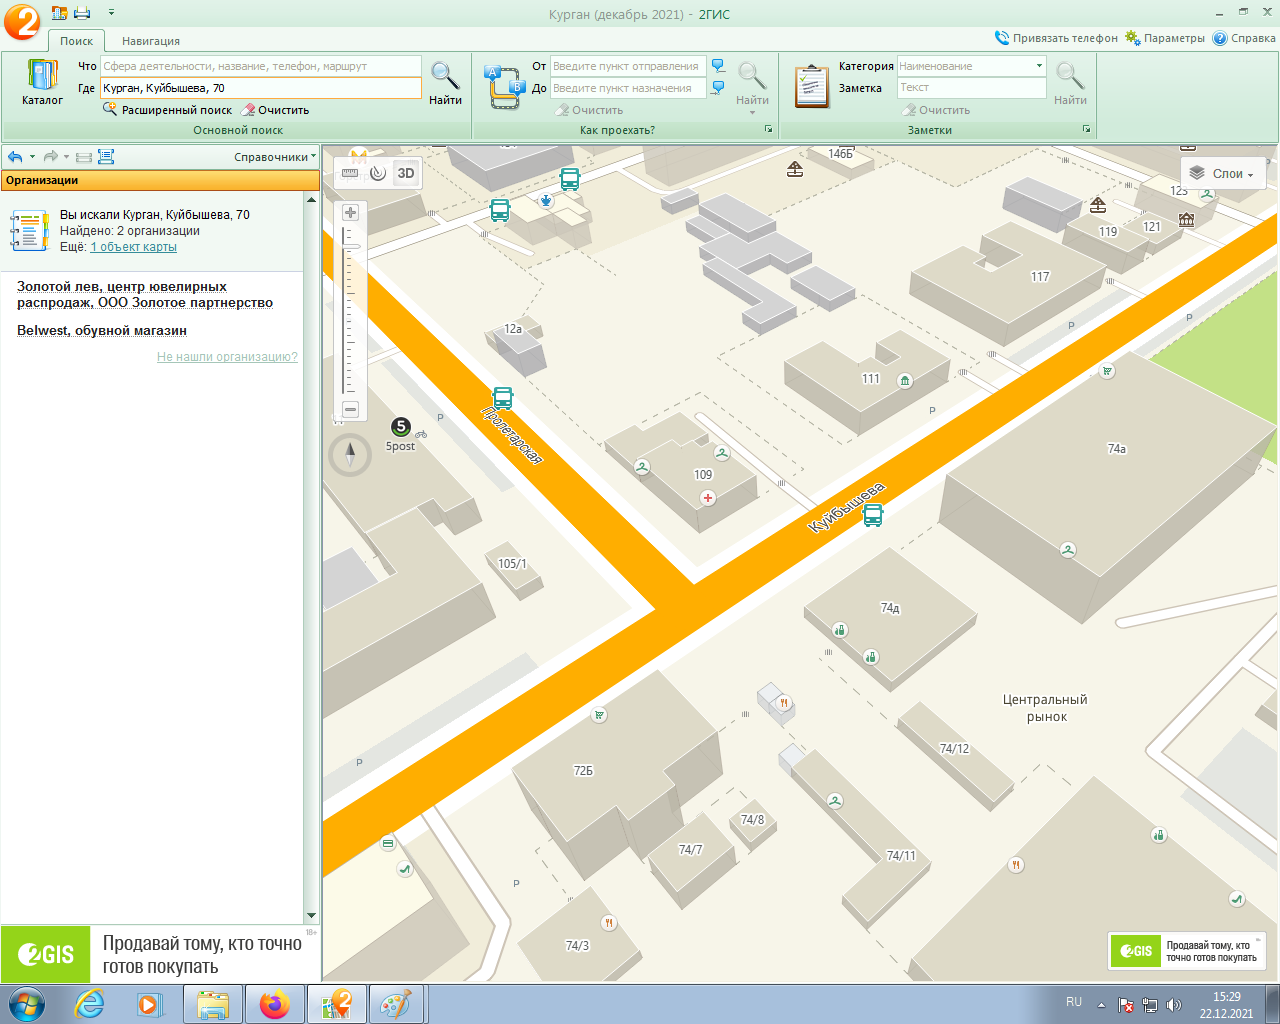 Курган (декабрь 2021) - 2ГИС
Поиск
Навигация
Привязать телефон
Параметры
Справка
Каталог
Что
Сфера деятельности, название, телефон, маршрут
Где
Курган, Куйбышева, 70
Расширенный поиск
Очистить
Найти
Основной поиск
От
Введите пункт отправления
До
Введите пункт назначения
Очистить
Найти
Как проехать?
Категория
Наименование
Заметка
Текст
Очистить
Найти
Заметки
Справочники
Организации
Вы искали Курган, Куйбышева, 70
Найдено: 2 организации
Ещё: 1 объект карты
Золотой лев, центр ювелирных
распродаж, ООО Золотое партнерство
Belwest, обувной магазин
Не нашли организацию?
2GIS
Продавай тому, кто точно
готов покупать
18+
3D
Слои
146Б
123
119
121
117
12а
111
P
P
P
P
5
5post
Пролетарская
109
74а
Куйбышева
105/1
74д
Центральный
рынок
74/12
72Б
P
74/8
74/7
74/11
P
74/3
2GIS
Продавай тому, кто
точно готов покупать
RU
15:29
22.12.2021